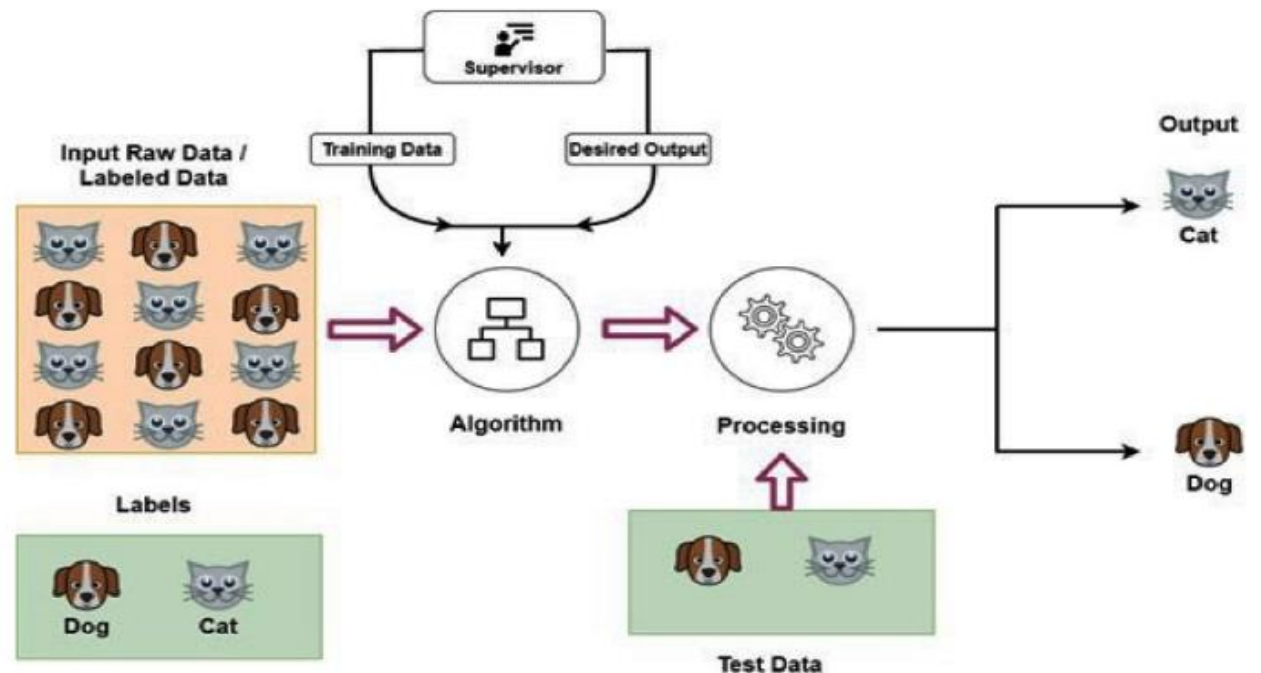 Supervisor
Training Data
Desired Output
Input Raw Data /
Labeled Data
Algorithm
Processing
Output
Cat
Dog
Labels
Dog
Cat
Test Data